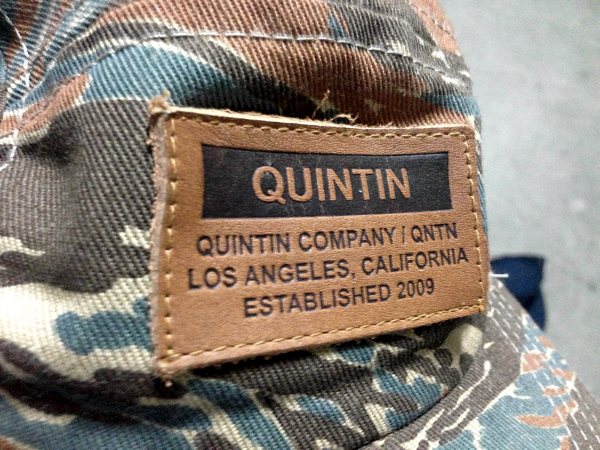 QUINTIN
QUINTIN COMPANY / QNTN
LOS ANGELES, CALIFORNIA
ESTABLISHED 2009